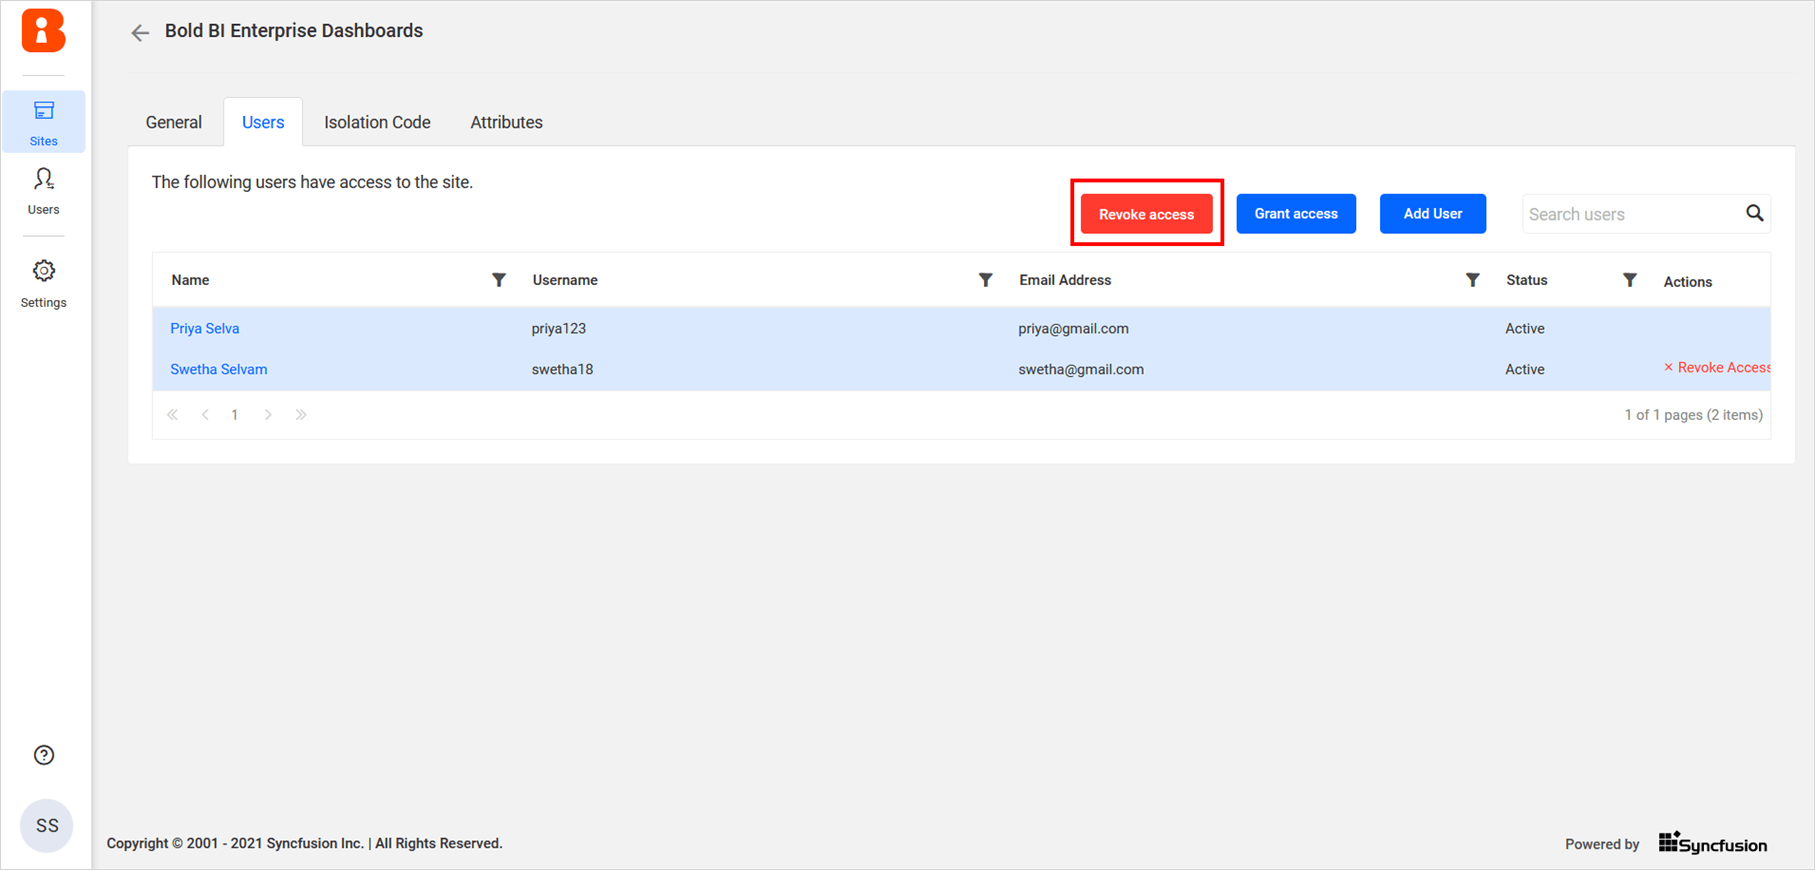 Bold BI Enterprise Dashboards
Sites
Users
Settings
General Users Isolation Code Attributes
The following users have access to the site.
Revoke access Grant access Add User Search users
Name Username Email Address Status Actions
Priya Selva priya123 priya@gmail.com Active
Swetha Selvam swetha18 swetha@gmail.com Active × Revoke Access
1 1 of 1 pages (2 items)
SS
Copyright © 2001 - 2021 Syncfusion Inc. | All Rights Reserved.
Powered by Syncfusion